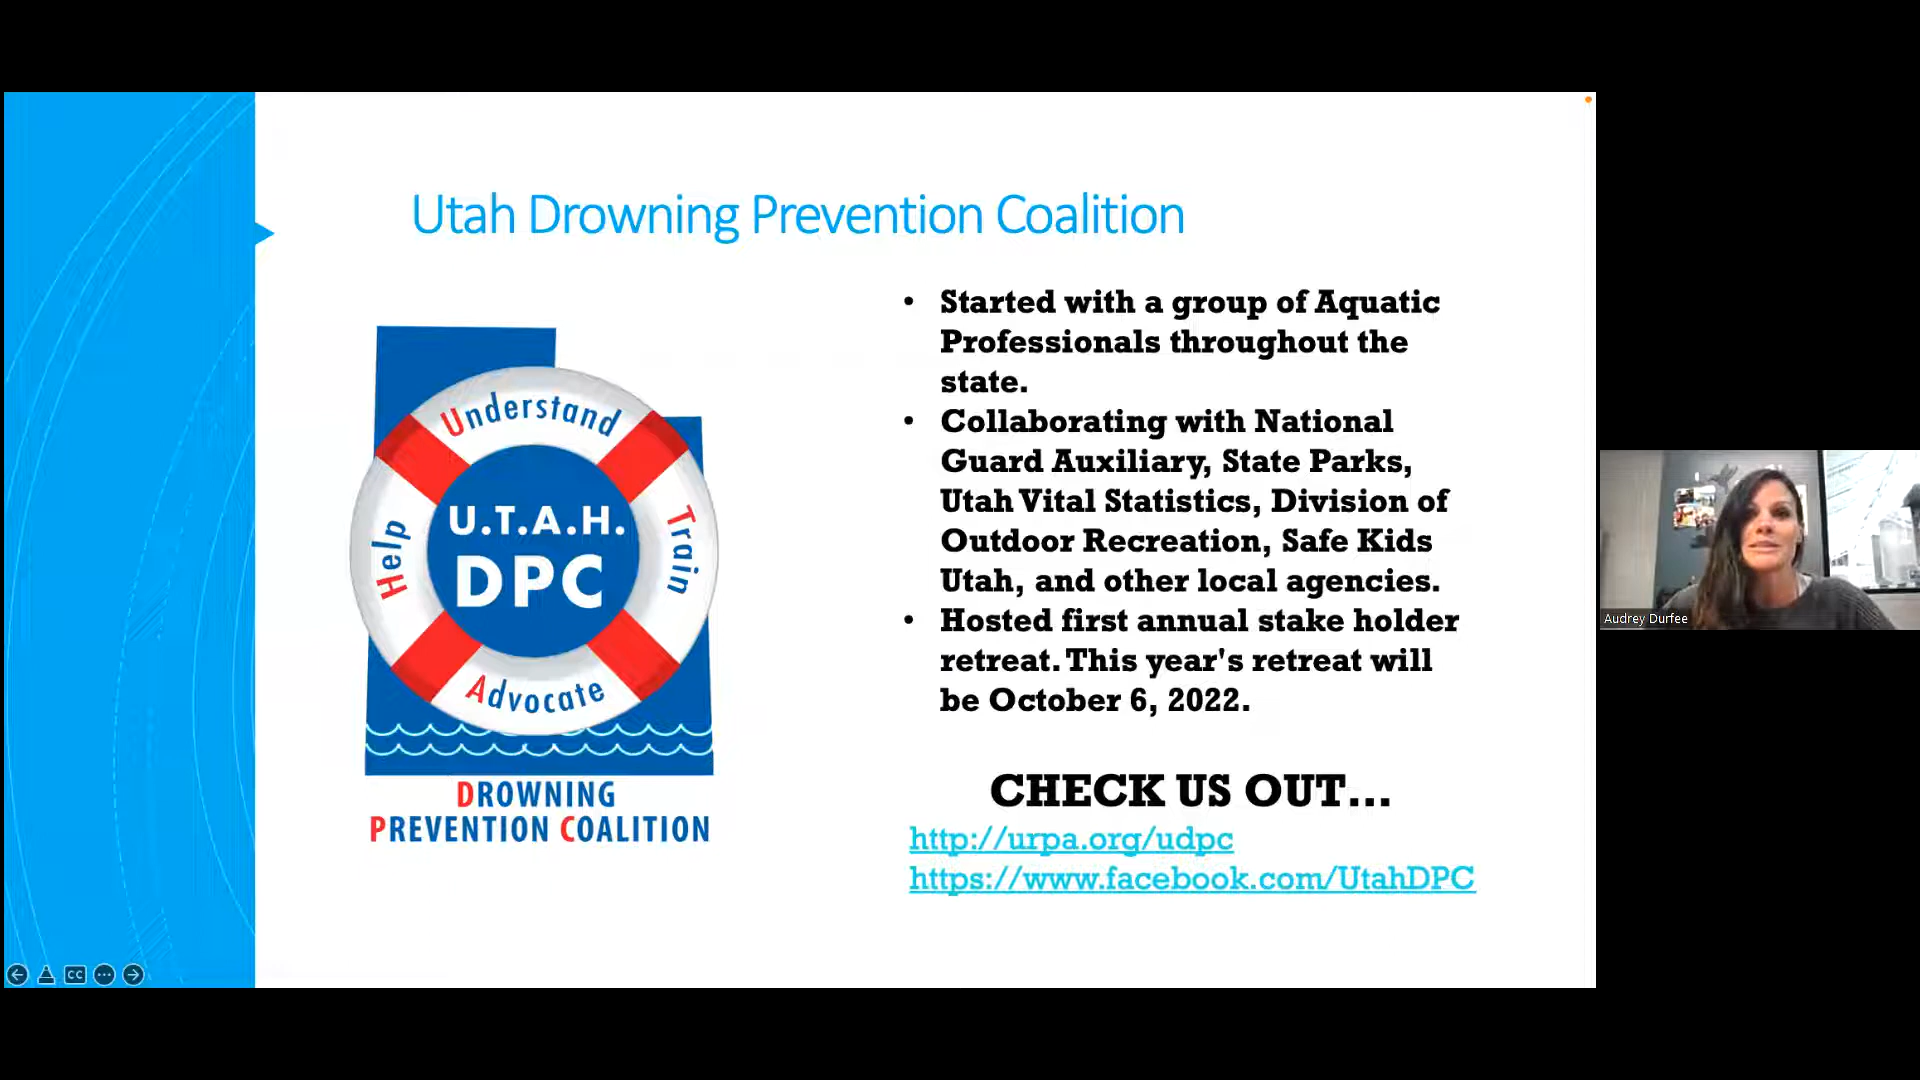 Utah Drowning Prevention Coalition
Understand
Train
Help
Advocate
U.T.A.H.
DPC
DROWNING
PREVENTION COALITION
• Started with a group of Aquatic
Professionals throughout the
state.
• Collaborating with National
Guard Auxiliary, State Parks,
Utah Vital Statistics, Division of
Outdoor Recreation, Safe Kids
Utah, and other local agencies.
• Hosted first annual stake holder
retreat. This year's retreat will
be October 6, 2022.
CHECK US OUT...
http://urpa.org/udpc
https://www.facebook.com/UtahDPC
Audrey Durfee
CC